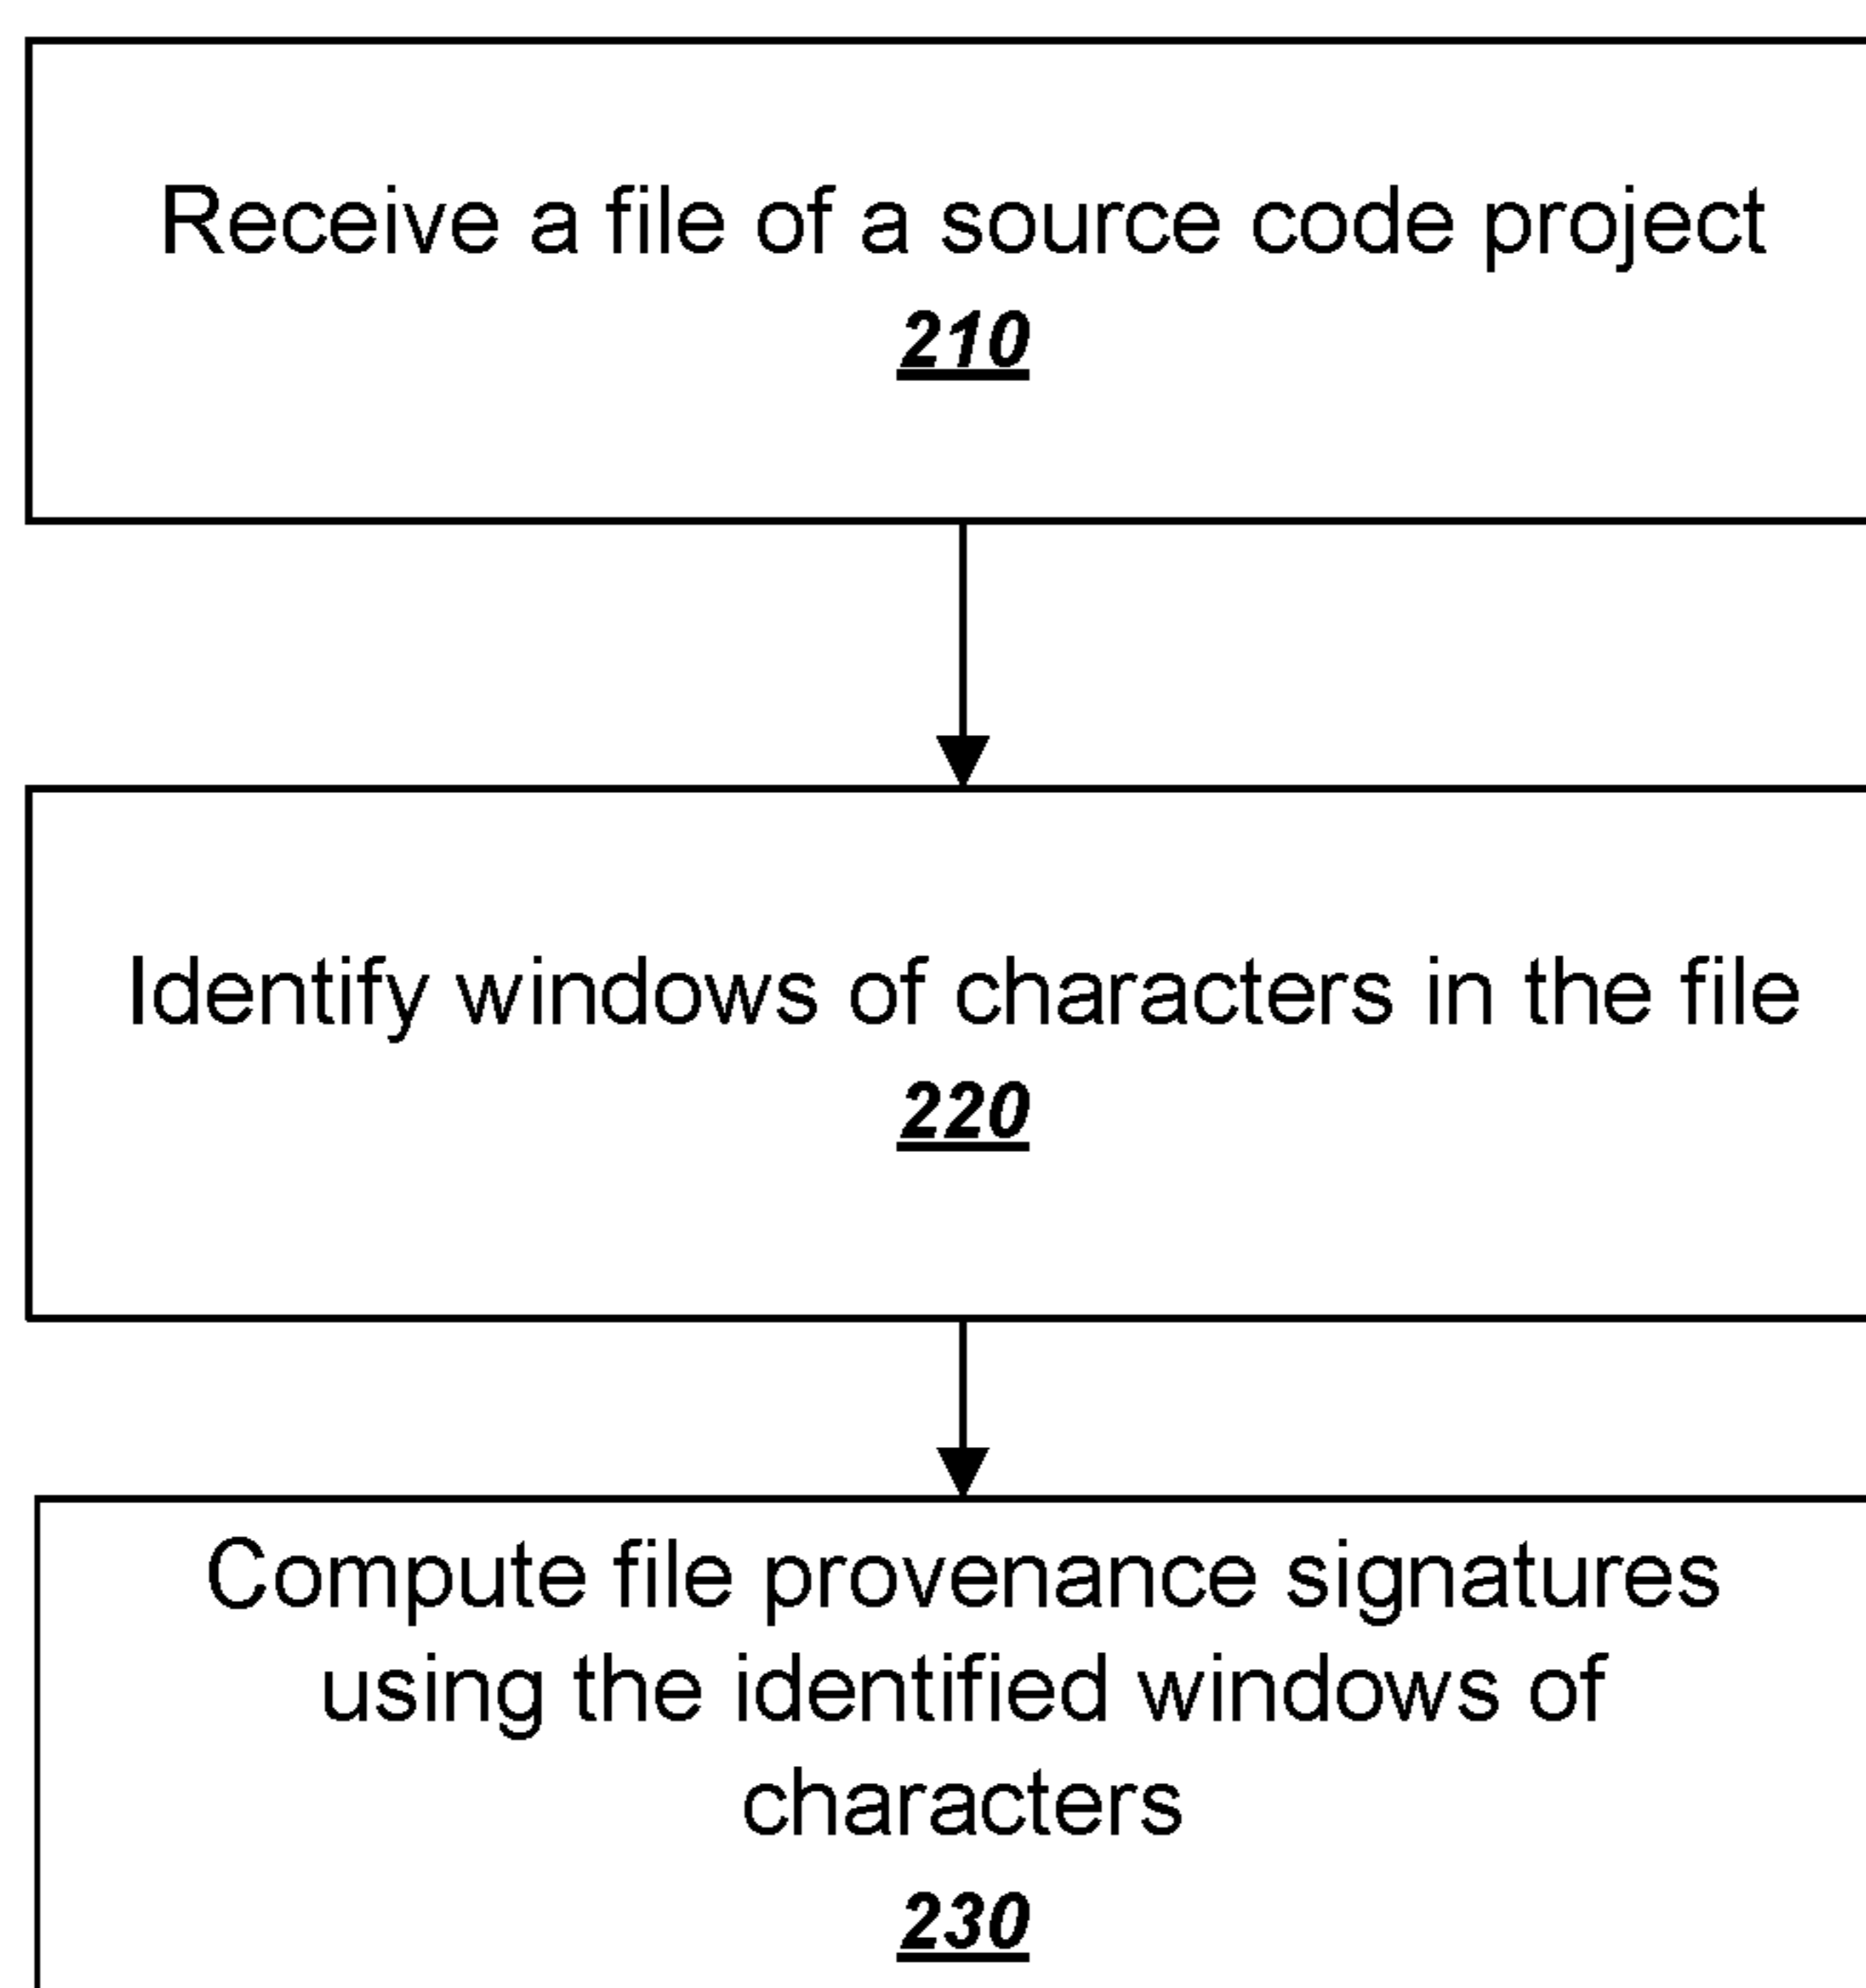 Receive a file of a source code project
210
Identify windows of characters in the file
220
Compute file provenance signatures
using the identified windows of
characters
230